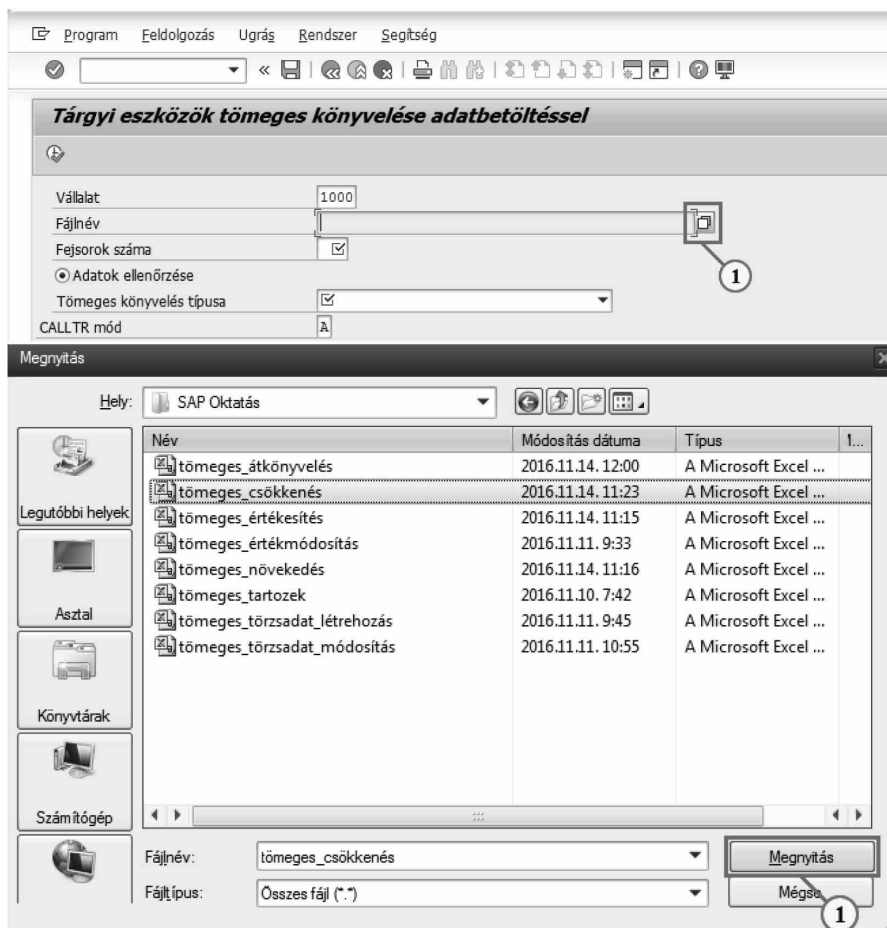 Program Feldolgozás Ugrás Rendszer Segítség
Tárgyi eszközök tömeges könyvelése adatbetöltéssel
Vállalat 1000
Fájlnév
1
Fejsorok száma
Adatok ellenőrzése
Tömeges könyvelés típusa
CALLTR mód A
Megnyitás
Hely: SAP Oktatás
Név Módosítás dátuma Típus
tömeges_átkönyvelés 2016.11.14. 12:00 A Microsoft Excel ...
tömeges_csökkenés 2016.11.14. 11:23 A Microsoft Excel ...
tömeges_értékesítés 2016.11.14. 11:15 A Microsoft Excel ...
tömeges_értékmódosítás 2016.11.11. 9:33 A Microsoft Excel ...
tömeges_növekedés 2016.11.14. 11:16 A Microsoft Excel ...
tömeges_tartozek 2016.11.10. 7:42 A Microsoft Excel ...
tömeges_törzsadat_létrehozás 2016.11.11. 9:45 A Microsoft Excel ...
tömeges_törzsadat_módosítás 2016.11.11. 10:55 A Microsoft Excel ...
Legutóbbi helyek
Asztal
Könyvtárak
Számítógép
Fájlnév: tömeges_csökkenés Megnyitás
Fájltípus: Összes fájl (*.*) Mégse
1